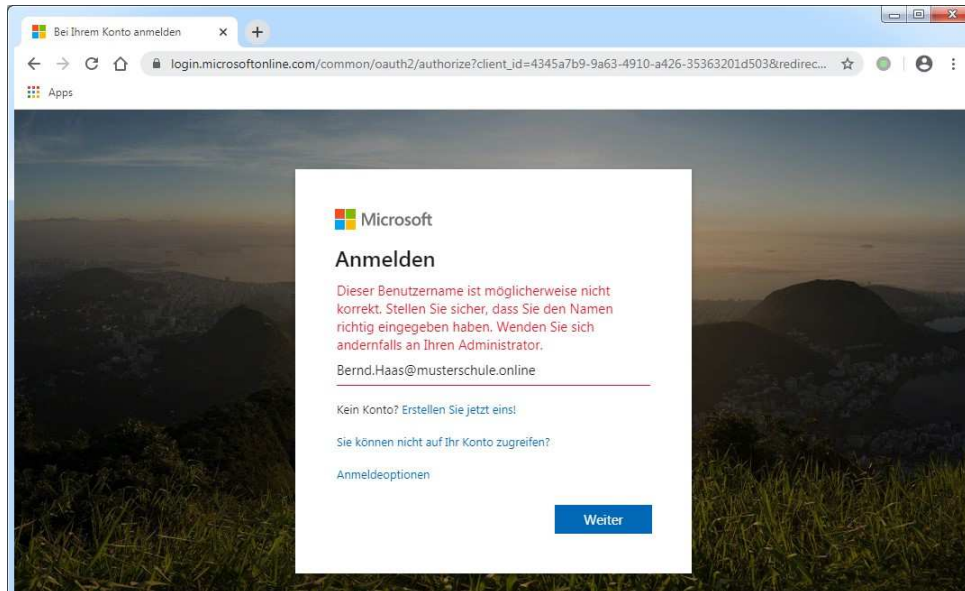 Bei Ihrem Konto anmelden
login.microsoftonline.com/common/oauth2/authorize?client_id=4345a7b9-9a63-4910-a426-35363201d503&redirec...
Apps
Microsoft
Anmelden
Dieser Benutzername ist möglicherweise nicht
korrekt. Stellen Sie sicher, dass Sie den Namen
richtig eingegeben haben. Wenden Sie sich
andernfalls an Ihren Administrator.
Bernd.Haas@musterschule.online
Kein Konto? Erstellen Sie jetzt eins!
Sie können nicht auf Ihr Konto zugreifen?
Anmeldeoptionen
Weiter